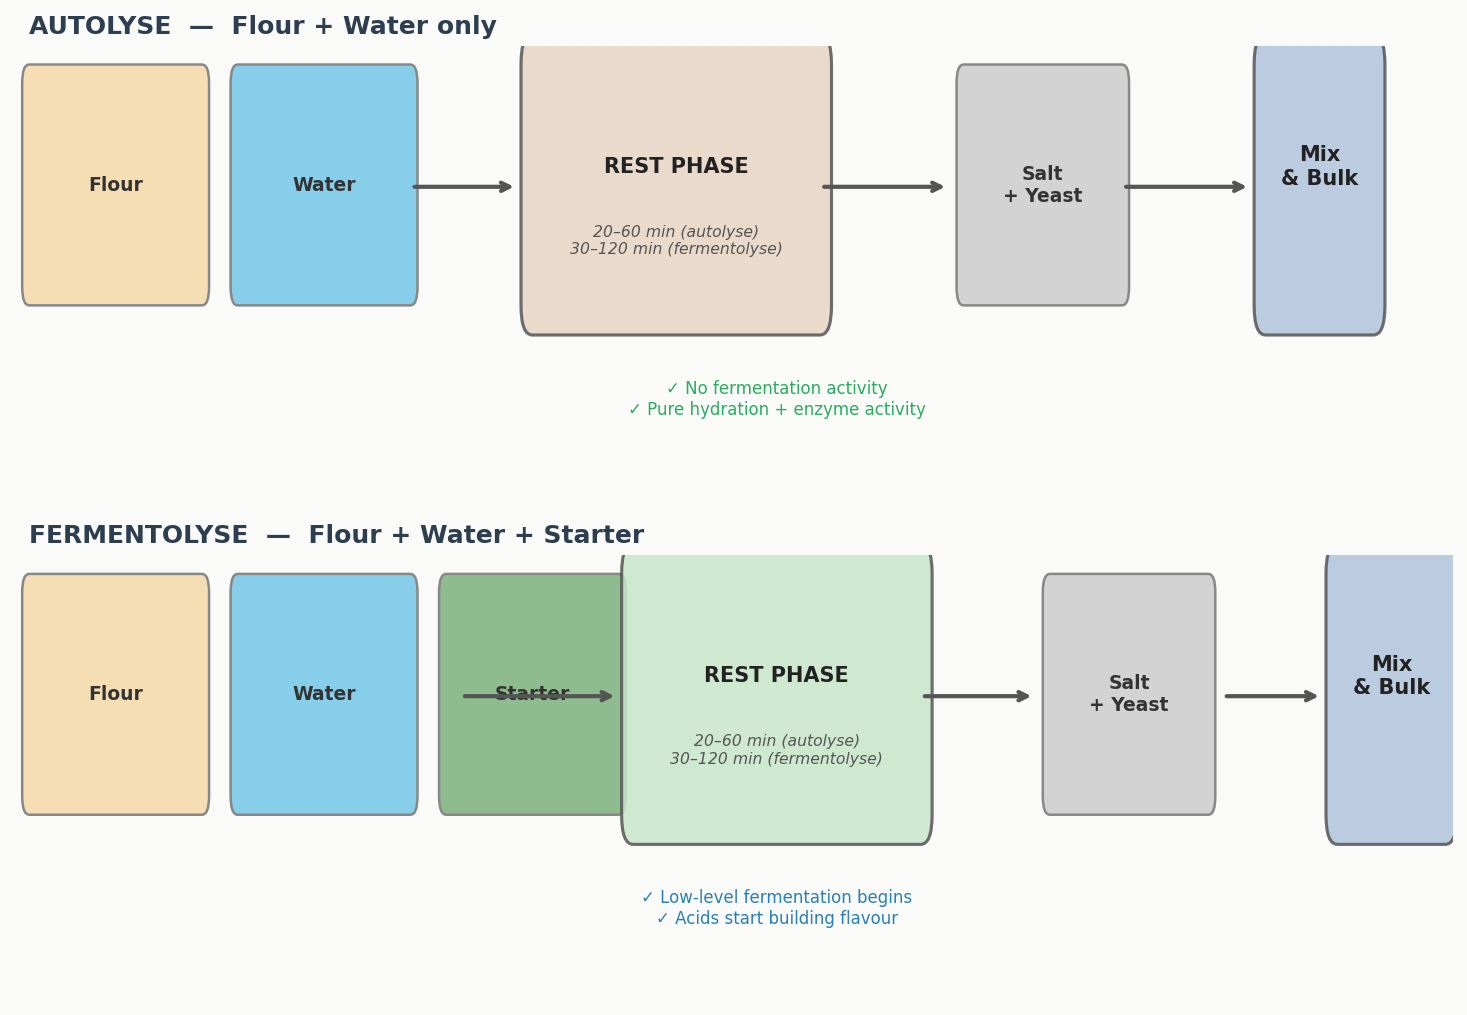 AUTOLYSE — Flour + Water only
Flour
Water
REST PHASE
20–60 min (autolyse)
30–120 min (fermentolyse)
Salt
+ Yeast
Mix
& Bulk
✓ No fermentation activity
✓ Pure hydration + enzyme activity
FERMENTOLYSE — Flour + Water + Starter
Flour
Water
Starter
REST PHASE
20–60 min (autolyse)
30–120 min (fermentolyse)
Salt
+ Yeast
Mix
& Bulk
✓ Low-level fermentation begins
✓ Acids start building flavour